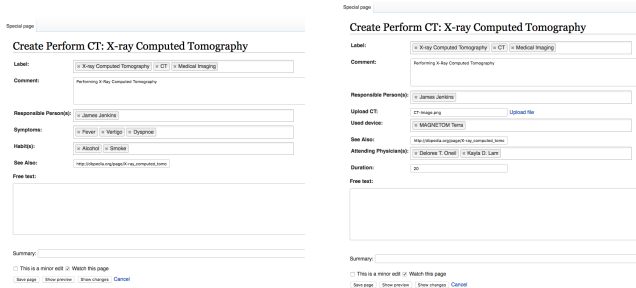 Special page
Create Perform CT: X-ray Computed Tomography
Label: × X-ray Computed Tomography × CT × Medical Imaging
Comment: Performing X-Ray Computed Tomography
Responsible Person(s): × James Jenkins
Symptoms: × Fever × Vertigo × Dyspnoe
Habit(s): × Alcohol × Smoke
See Also: http://dbpedia.org/page/X-ray_computed_tomo
Free text:
Summary:
This is a minor edit Watch this page
Save page Show preview Show changes Cancel
Special page
Create Perform CT: X-ray Computed Tomography
Label: × X-ray Computed Tomography × CT × Medical Imaging
Comment: Performing X-Ray Computed Tomography
Responsible Person(s): × James Jenkins
Upload CT: CT-Image.png Upload file
Used device: × MAGNETOM Terra
See Also: http://dbpedia.org/page/X-ray_computed_tomo
Attending Physician(s): × Delores T. Oneil × Kayla D. Lam
Duration: 20
Free text:
Summary:
This is a minor edit Watch this page
Save page Show preview Show changes Cancel